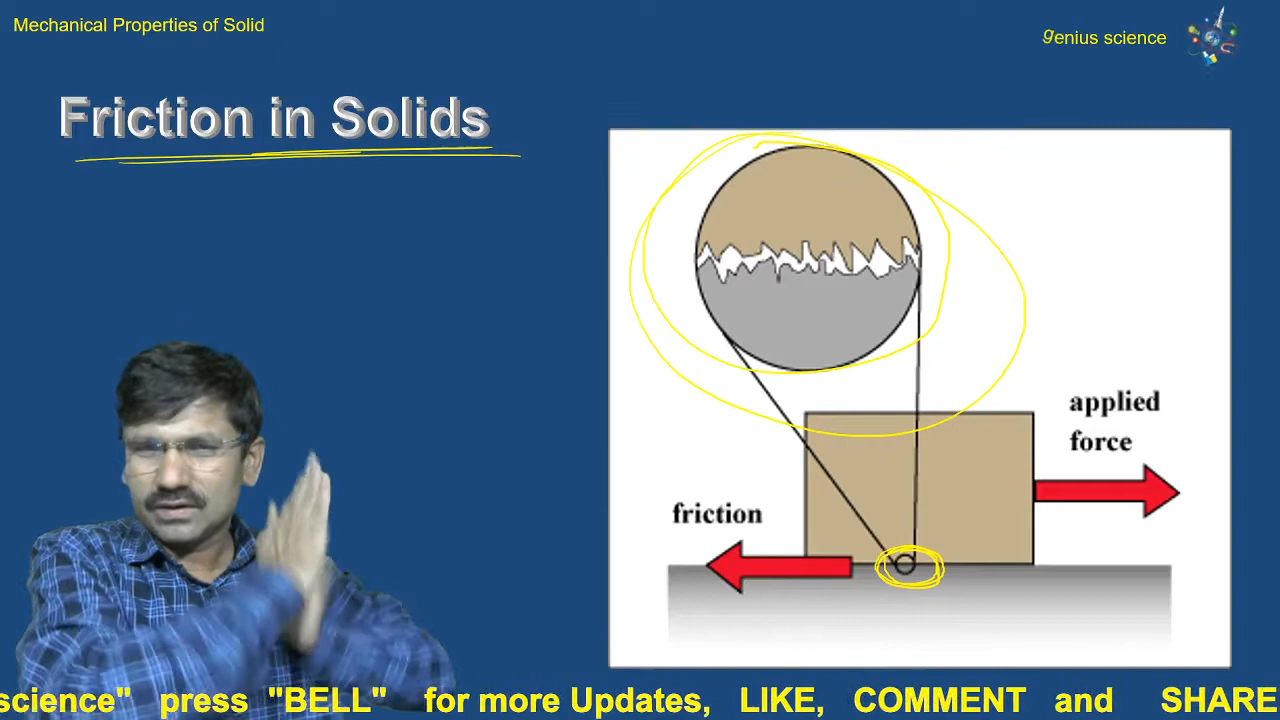 Mechanical Properties of Solid
genius science
Friction in Solids
applied
force
friction
science" press "BELL" for more Updates, LIKE, COMMENT and SHARE